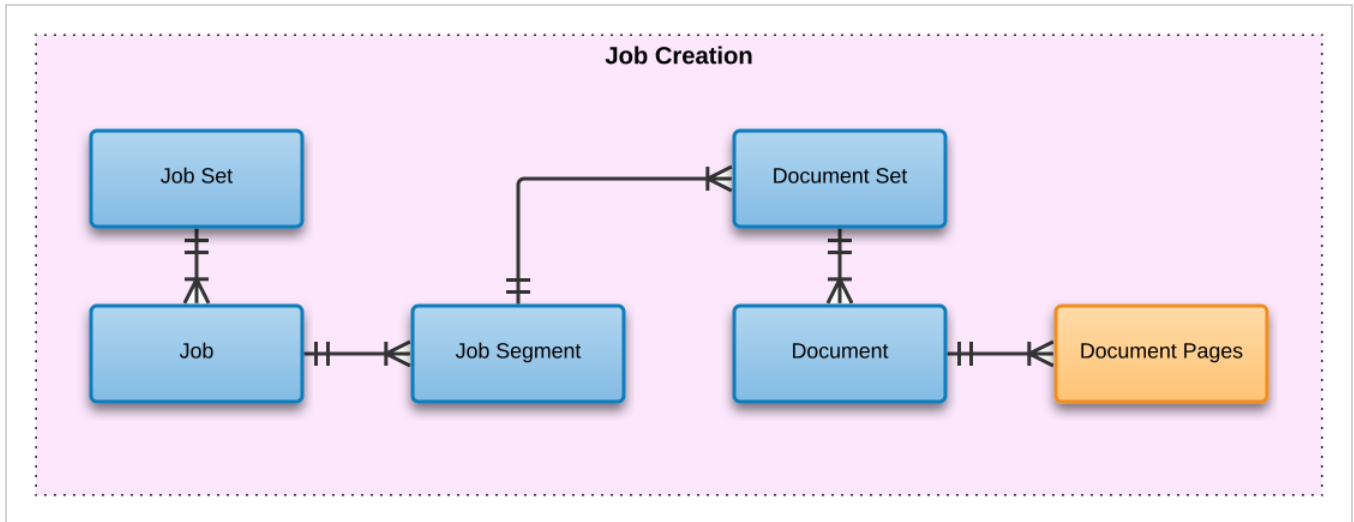 Job Creation
Job Set
Document Set
Job
Job Segment
Document
Document Pages